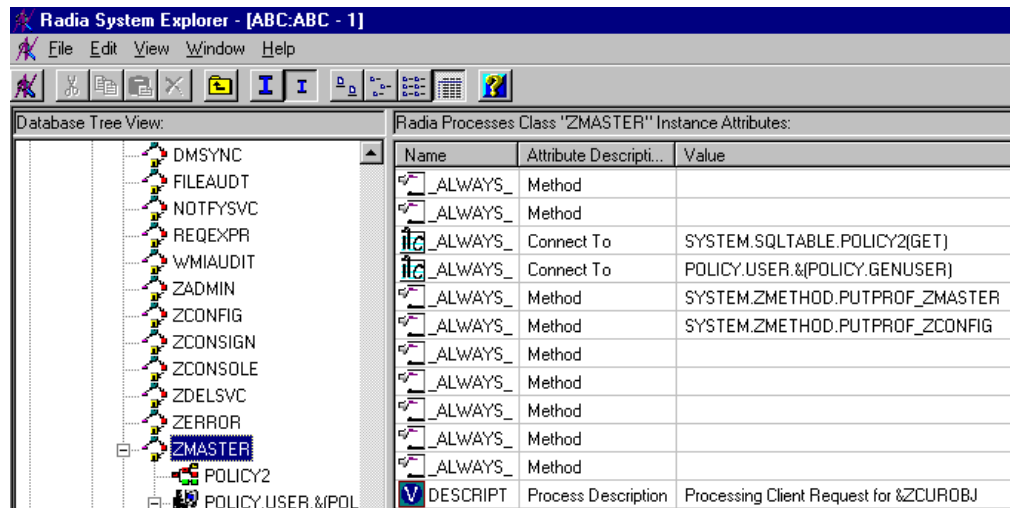 Radia System Explorer - [ABC:ABC - 1]
File Edit View Window Help
Database Tree View:
Radia Processes Class "ZMASTER" Instance Attributes:
DMSYNC
FILEAUDT
NOTFYSVC
REQEXPR
WMIAUDIT
ZADMIN
ZCONFIG
ZCONSIGN
ZCONSOLE
ZDELSVC
ZERROR
ZMASTER
POLICY2
POLICY.USER.&(POL
Name Attribute Descripti... Value
_ALWAYS_ Method
_ALWAYS_ Method
_ALWAYS_ Connect To SYSTEM.SQLTABLE.POLICY2(GET)
_ALWAYS_ Connect To POLICY.USER.&(POLICY.GENUSER)
_ALWAYS_ Method SYSTEM.ZMETHOD.PUTPROF_ZMASTER
_ALWAYS_ Method SYSTEM.ZMETHOD.PUTPROF_ZCONFIG
_ALWAYS_ Method
_ALWAYS_ Method
_ALWAYS_ Method
_ALWAYS_ Method
_ALWAYS_ Method
V DESCRIPT Process Description Processing Client Request for &ZCUROBJ